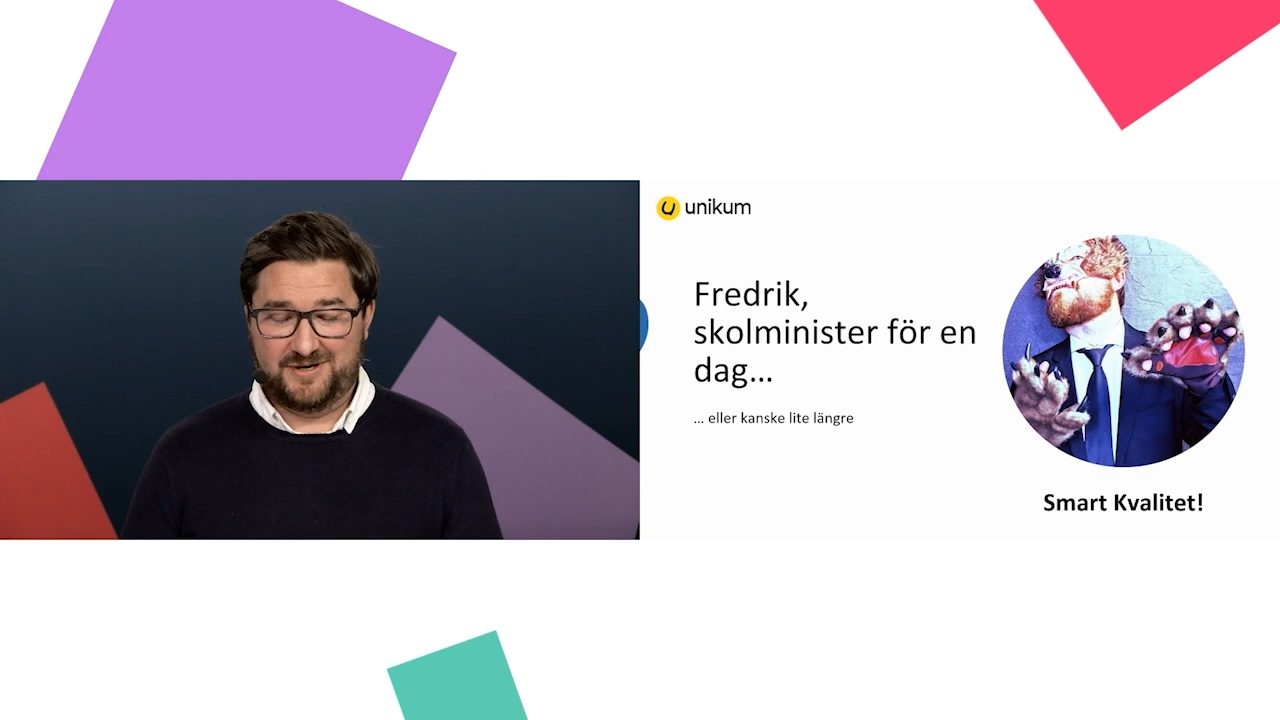 unikum
Fredrik,
skolminister för en
dag...
... eller kanske lite längre
Smart Kvalitet!